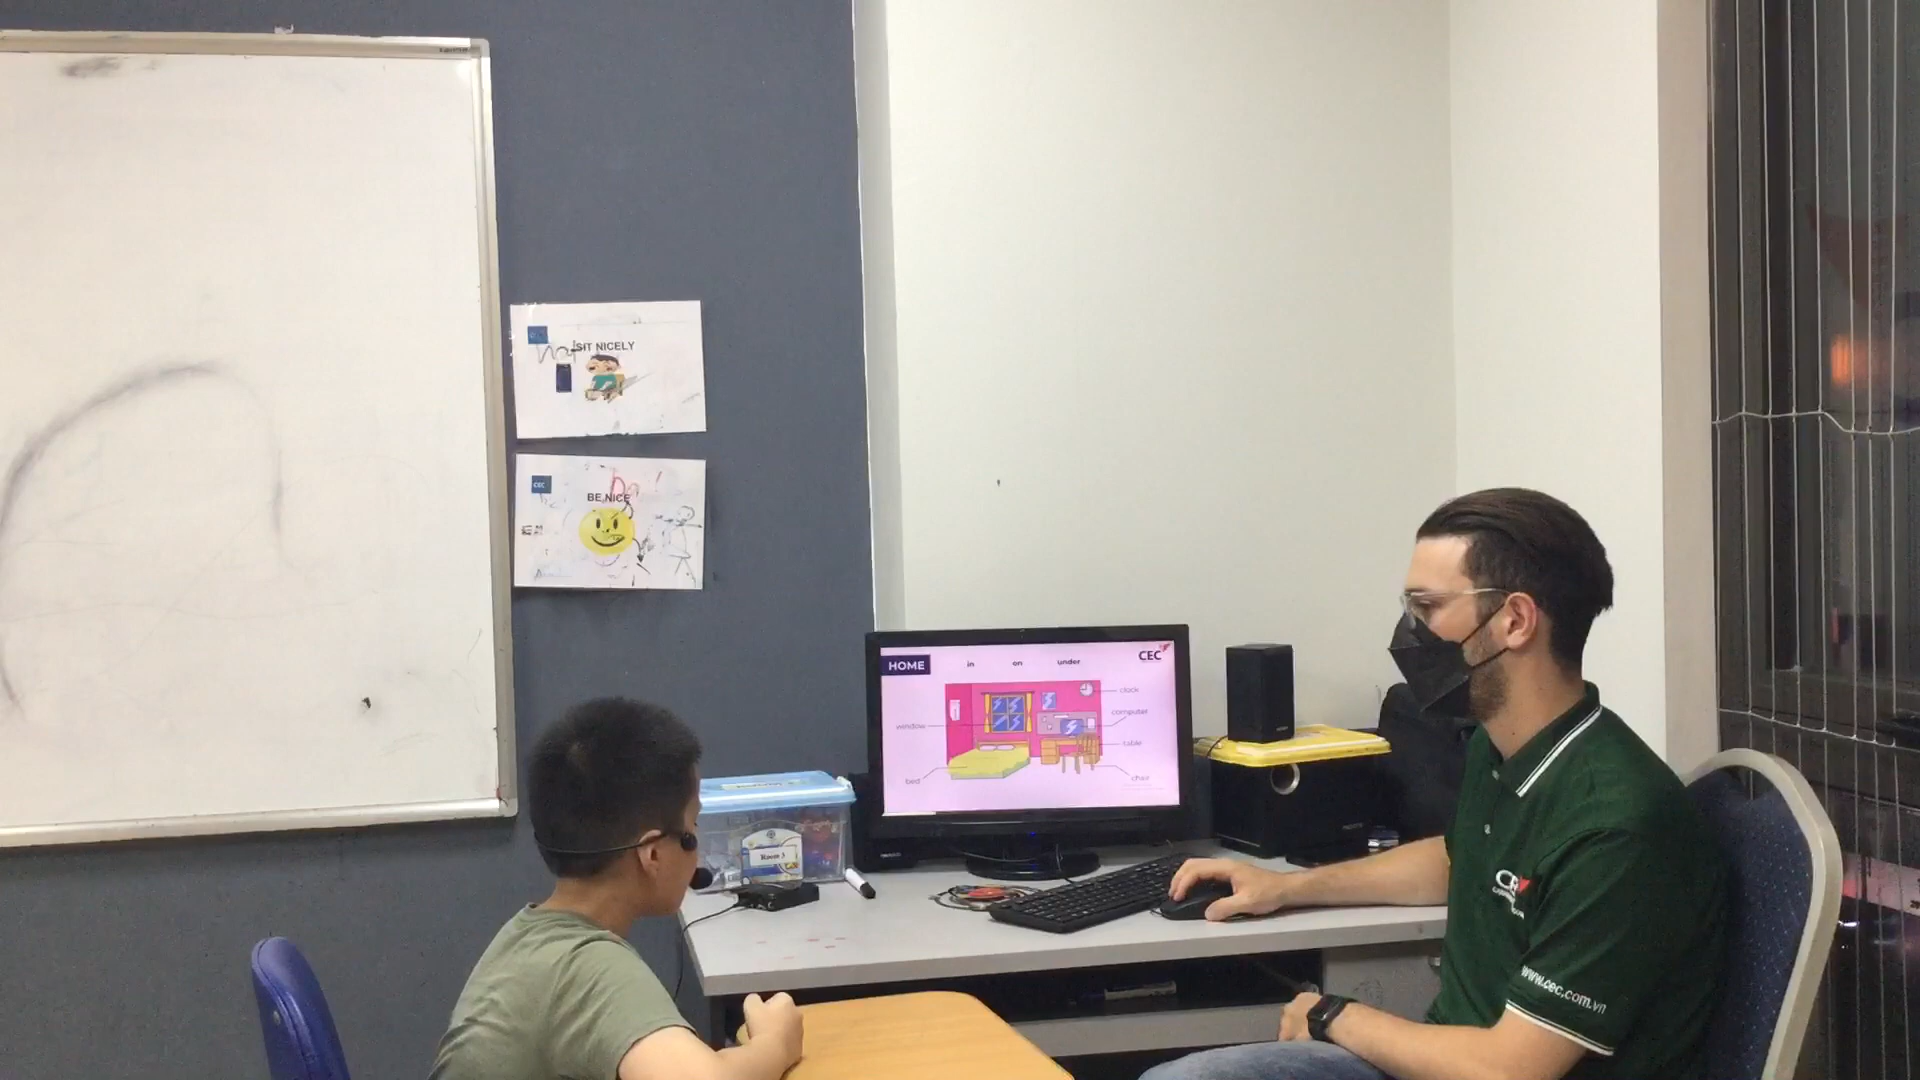 SIT NICELY
CEC
BE NICE
HOME
in
on
under
CEC
clock
window
computer
table
bed
chair
Room 3
www.cec.com.vn